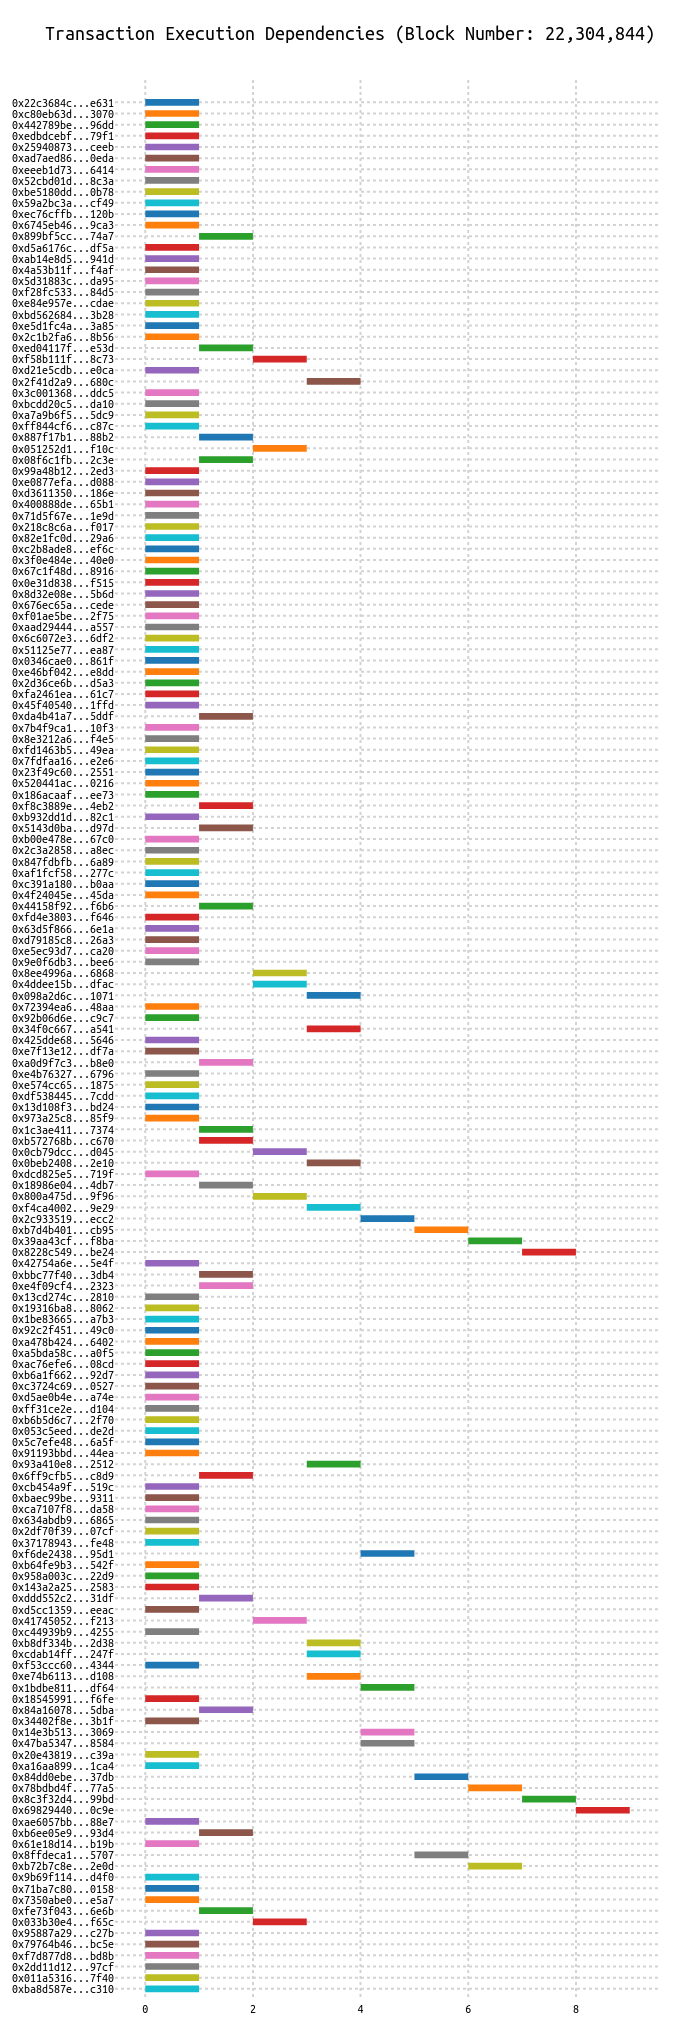 Transaction Execution Dependencies (Block Number: 22,304,844)
0x22c3684c...e631
0xc80eb63d...3070
0x442789be...96dd
0xedbdcebf...79f1
0x25940873...ceeb
0xad7aed86...0eda
0xeeeb1d73...6414
0x52cbd01d...8c3a
0xbe5180dd...0b78
0x59a2bc3a...cf49
0xec76cffb...120b
0x6745eb46...9ca3
0x899bf5cc...74a7
0xd5a6176c...df5a
0xab14e8d5...941d
0x4a53b11f...f4af
0x5d31883c...da95
0xf28fc533...84d5
0xe84e957e...cdae
0xbd562684...3b28
0xe5d1fc4a...3a85
0x2c1b2fa6...8b56
0xed04117f...e53d
0xf58b111f...8c73
0xd21e5cdb...e0ca
0x2f41d2a9...680c
0x3c001368...ddc5
0xbcdd20c5...da10
0xa7a9b6f5...5dc9
0xff844cf6...c87c
0x887f17b1...88b2
0x051252d1...f10c
0x08f6c1fb...2c3e
0x99a48b12...2ed3
0xe0877efa...d088
0xd3611350...186e
0x400888de...65b1
0x71d5f67e...1e9d
0x218c8c6a...f017
0x82e1fc0d...29a6
0xc2b8ade8...ef6c
0x3f0e484e...40e0
0x67c1f48d...8916
0x0e31d838...f515
0x8d32e08e...5b6d
0x676ec65a...cede
0xf01ae5be...2f75
0xaad29444...a557
0x6c6072e3...6df2
0x51125e77...ea87
0x0346cae0...861f
0xe46bf042...e8dd
0x2d36ce6b...d5a3
0xfa2461ea...61c7
0x45f40540...1ffd
0xda4b41a7...5ddf
0x7b4f9ca1...10f3
0x8e3212a6...f4e5
0xfd1463b5...49ea
0x7fdfaa16...e2e6
0x23f49c60...2551
0x520441ac...0216
0x186acaaf...ee73
0xf8c3889e...4eb2
0xb932dd1d...82c1
0x5143d0ba...d97d
0xb00e478e...67c0
0x2c3a2858...a8ec
0x847fdbfb...6a89
0xaf1fcf58...277c
0xc391a180...b0aa
0x4f24045e...45da
0x44158f92...f6b6
0xfd4e3803...f646
0x63d5f866...6e1a
0xd79185c8...26a3
0xe5ec93d7...ca20
0x9e0f6db3...bee6
0x8ee4996a...6868
0x4ddee15b...dfac
0x098a2d6c...1071
0x72394ea6...48aa
0x92b06d6e...c9c7
0x34f0c667...a541
0x425dde68...5646
0xe7f13e12...df7a
0xa0d9f7c3...b8e0
0xe4b76327...6796
0xe574cc65...1875
0xdf538445...7cdd
0x13d108f3...bd24
0x973a25c8...85f9
0x1c3ae411...7374
0xb572768b...c670
0x0cb79dcc...d045
0x0beb2408...2e10
0xdcd825e5...719f
0x18986e04...4db7
0x800a475d...9f96
0xf4ca4002...9e29
0x2c933519...ecc2
0xb7d4b401...cb95
0x39aa43cf...f8ba
0x8228c549...be24
0x42754a6e...5e4f
0xbbc77f40...3db4
0xe4f09cf4...2323
0x13cd274c...2810
0x19316ba8...8062
0x1be83665...a7b3
0x92c2f451...49c0
0xa478b424...6402
0xa5bda58c...a0f5
0xac76efe6...08cd
0xb6a1f662...92d7
0xc3724c69...0527
0xd5ae0b4e...a74e
0xff31ce2e...d104
0xb6b5d6c7...2f70
0x053c5eed...de2d
0x5c7efe48...6a5f
0x91193bbd...44ea
0x93a410e8...2512
0x6ff9cfb5...c8d9
0xcb454a9f...519c
0xbaec99be...9311
0xca7107f8...da58
0x634abdb9...6865
0x2df70f39...07cf
0x37178943...fe48
0xf6de2438...95d1
0xb64fe9b3...542f
0x958a003c...22d9
0x143a2a25...2583
0xddd552c2...31df
0xd5cc1359...eeac
0x41745052...f213
0xc44939b9...4255
0xb8df334b...2d38
0xcdab14ff...247f
0xf53ccc60...4344
0xe74b6113...d108
0x1bdbe811...df64
0x18545991...f6fe
0x84a16078...5dba
0x34402f8e...3b1f
0x14e3b513...3069
0x47ba5347...8584
0x20e43819...c39a
0xa16aa899...1ca4
0x84dd0ebe...37db
0x78bdbd4f...77a5
0x8c3f32d4...99bd
0x69829440...0c9e
0xae6057bb...88e7
0xb6ee05e9...93d4
0x61e18d14...b19b
0x8ffdeca1...5707
0xb72b7c8e...2e0d
0x9b69f114...d4f0
0x71ba7c80...0158
0x7350abe0...e5a7
0xfe73f043...6e6b
0x033b30e4...f65c
0x95887a29...c27b
0x79764b46...bc5e
0xf7d877d8...bd8b
0x2dd11d12...97cf
0x011a5316...7f40
0xba8d587e...c310
0 2 4 6 8